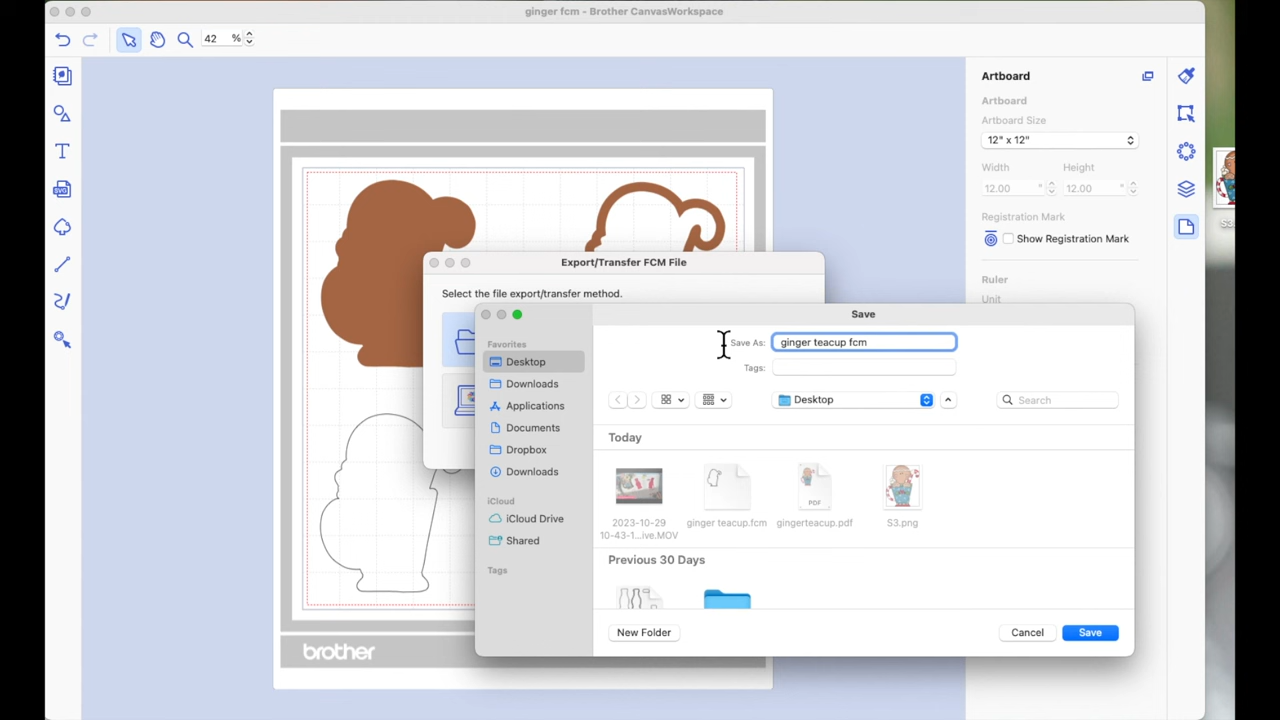 ginger fcm - Brother CanvasWorkspace
42 %
Artboard
Artboard
Artboard Size
12" x 12"
Width Height
12.00 " 12.00 "
Registration Mark
Show Registration Mark
Ruler
Unit
SVG
Export/Transfer FCM File
Select the file export/transfer method.
Save
Save As: ginger teacup fcm
Tags:
Desktop
Search
Favorites
Desktop
Downloads
Applications
Documents
Dropbox
Downloads
iCloud
iCloud Drive
Shared
Tags
Today
PDF
2023-10-29
10-43-1...ive.MOV
ginger teacup.fcm
gingerteacup.pdf
S3.png
Previous 30 Days
New Folder
Cancel
Save
brother
S3.